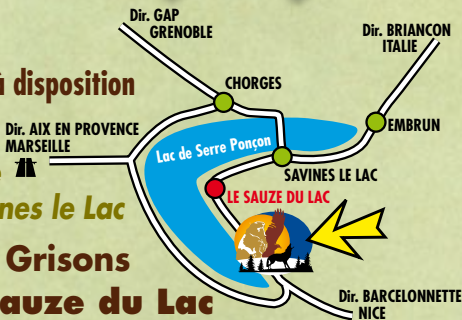 Dir. GAP
GRENOBLE
Dir. BRIANCON
ITALIE
à disposition
CHORGES
EMBRUN
Dir. AIX EN PROVENCE
MARSEILLE
Lac de Serre Ponçon
SAVINES LE LAC
LE SAUZE DU LAC
nes le Lac
Grisons
auze du Lac
Dir. BARCELONNETTE
NICE